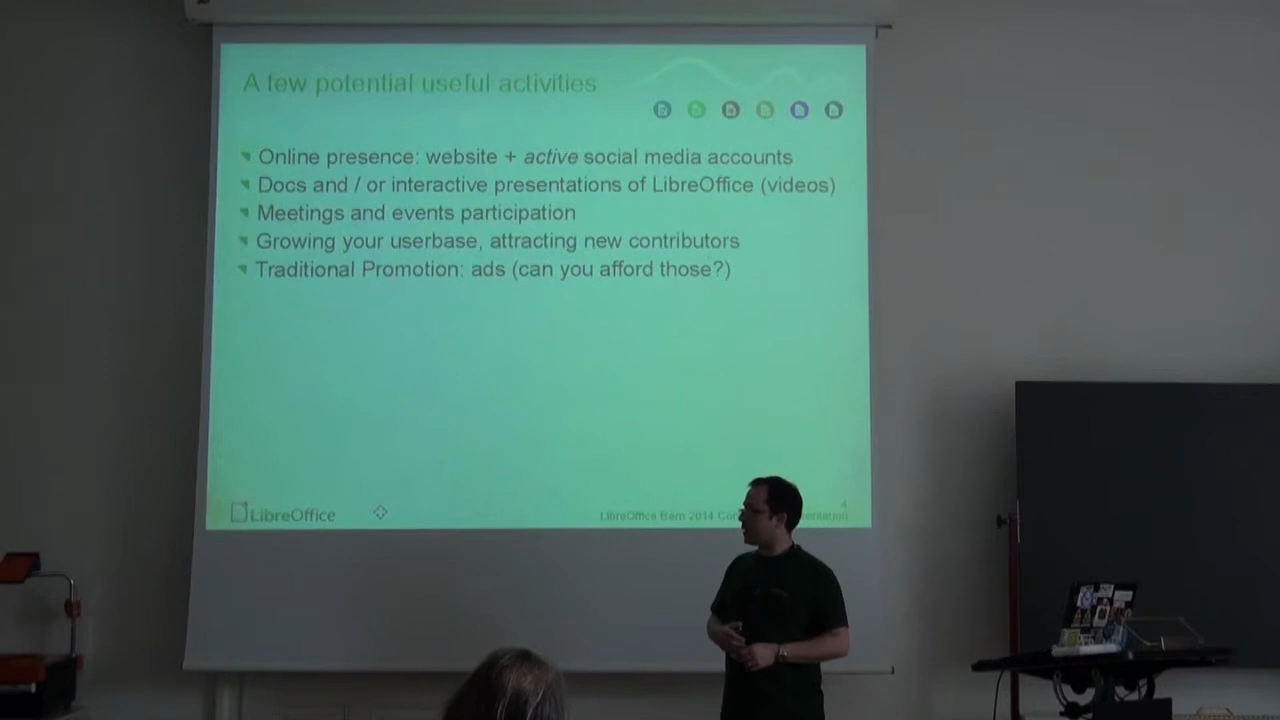 A few potential useful activities
Online presence: website + active social media accounts
Docs and / or interactive presentations of LibreOffice (videos)
Meetings and events participation
Growing your userbase, attracting new contributors
Traditional Promotion: ads (can you afford those?)
4
LibreOffice
LibreOffice Bern 2014